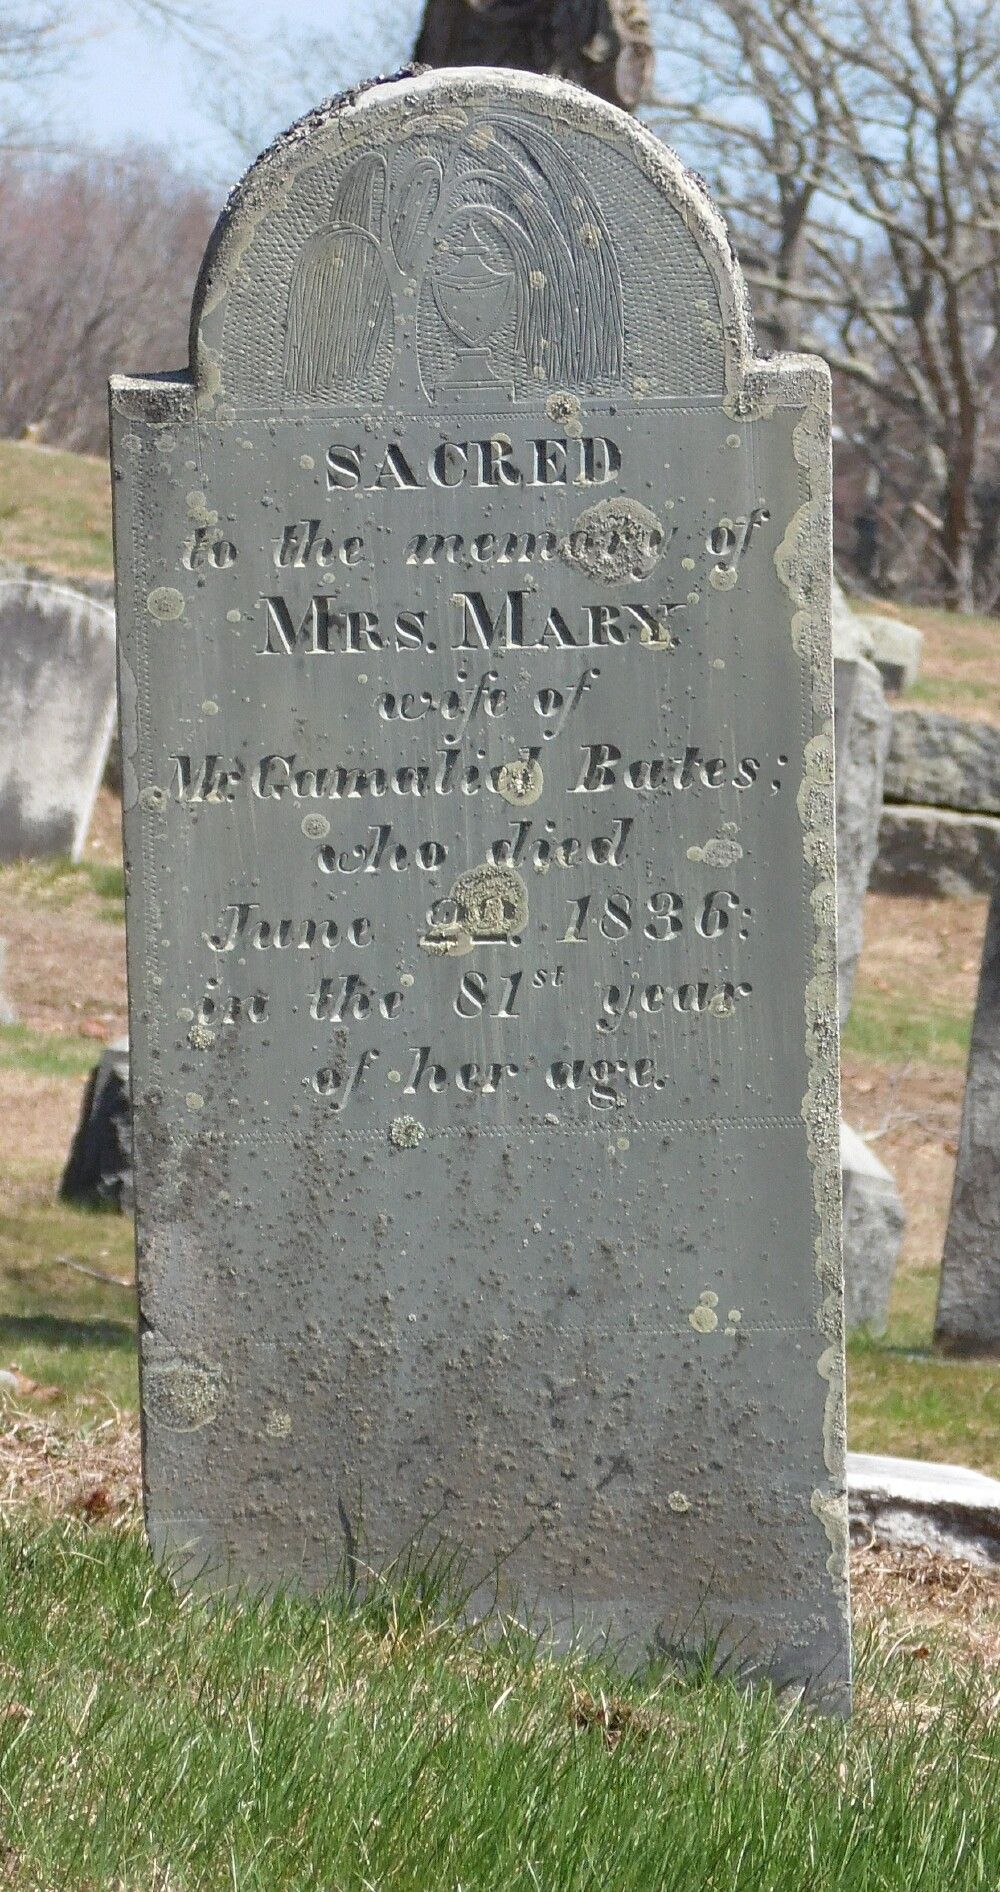 SACRED
to the memory of
MRS. MARY.
wife of
Mr. Gamaliel Bates;
who died
June 1836;
in the 81st year
of her age.